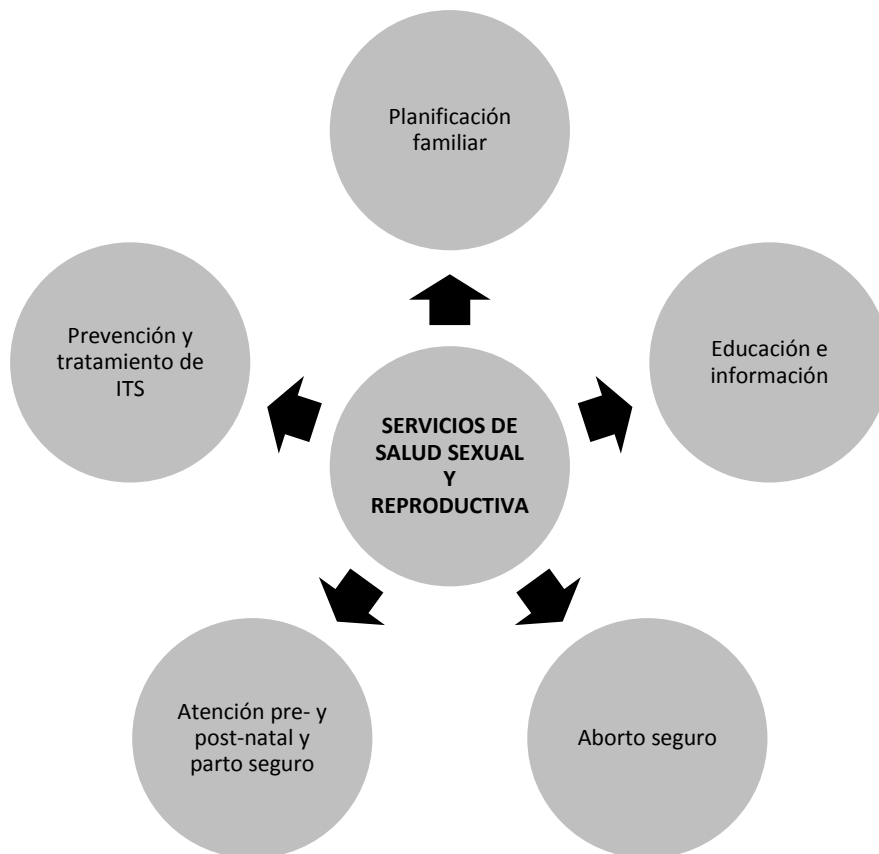 Planificación
familiar
Prevención y
tratamiento de
ITS
Educación e
información
SERVICIOS DE
SALUD SEXUAL
Y
REPRODUCTIVA
Atención pre- y
post-natal y
parto seguro
Aborto seguro